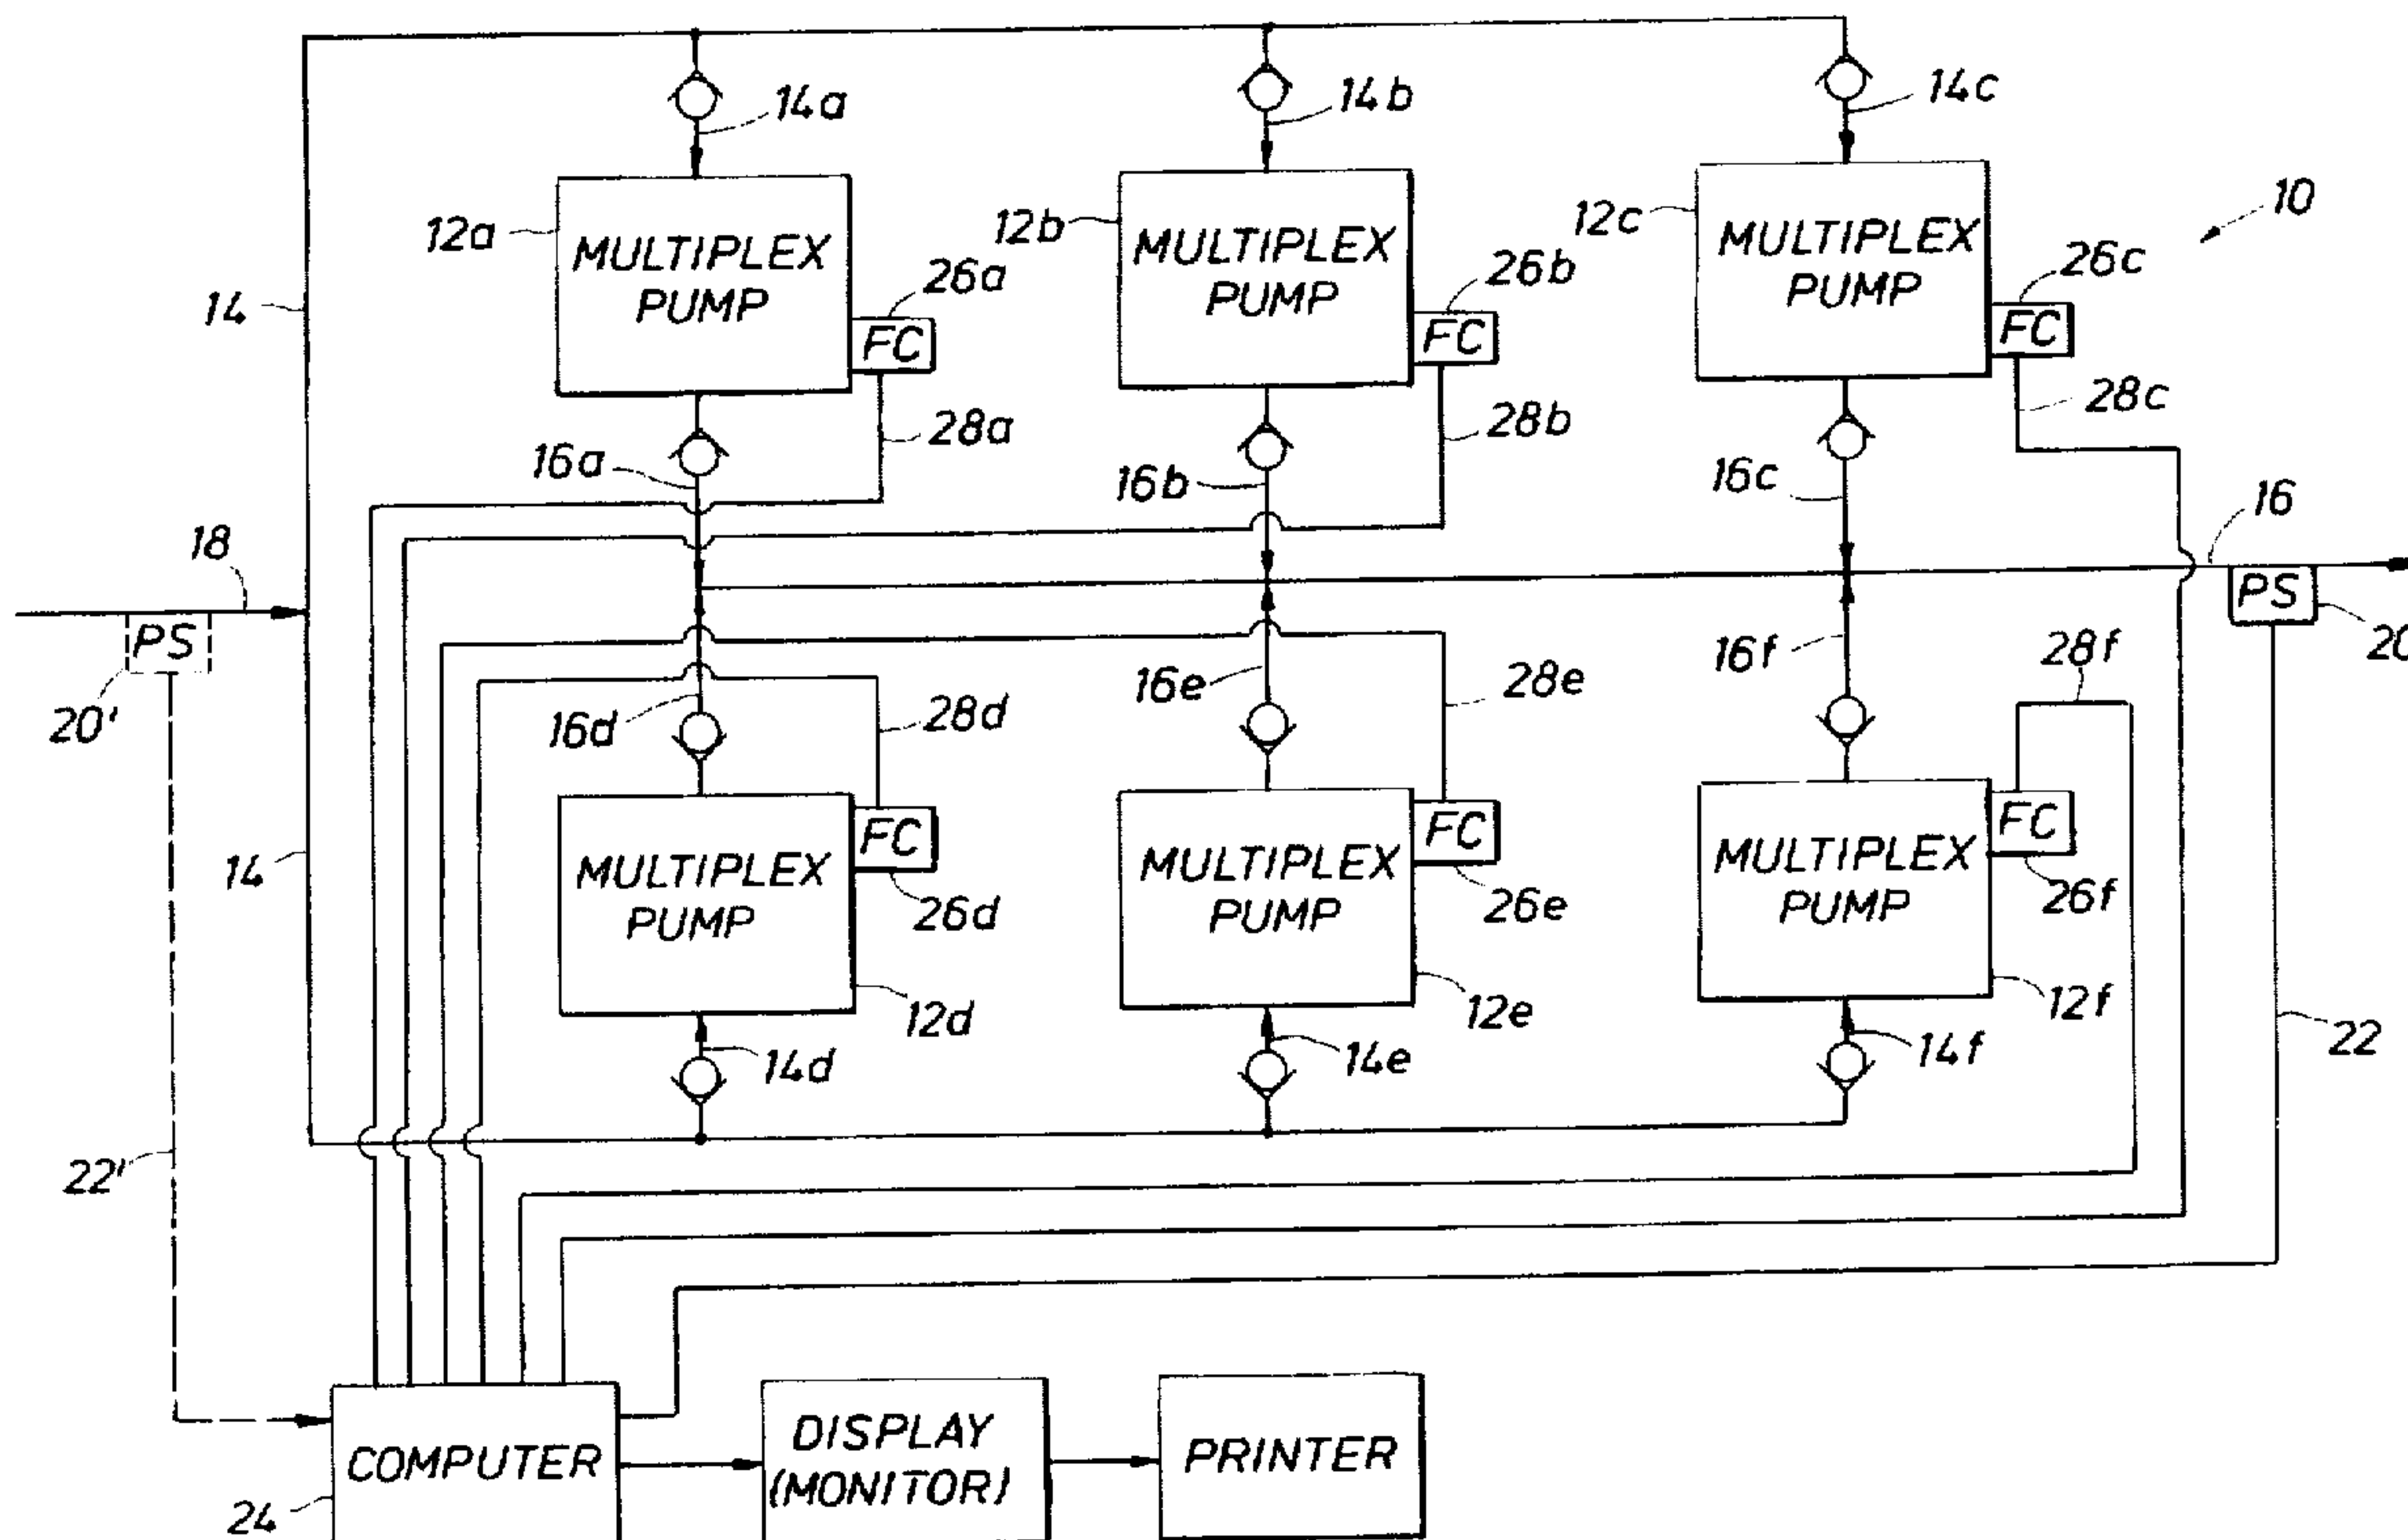 14a
14b
14c
10
12a
MULTIPLEX
PUMP
26a
FC
12b
MULTIPLEX
PUMP
26b
FC
12c
MULTIPLEX
PUMP
26c
FC
14
28a
28b
28c
16a
16b
16c
16
18
PS
20'
PS
20
16d
28d
16e
28e
16f
28f
14
MULTIPLEX
PUMP
FC
26d
12d
MULTIPLEX
PUMP
FC
26e
12e
MULTIPLEX
PUMP
FC
26f
12f
14d
14e
14f
22
22'
COMPUTER
24
DISPLAY
(MONITOR)
PRINTER